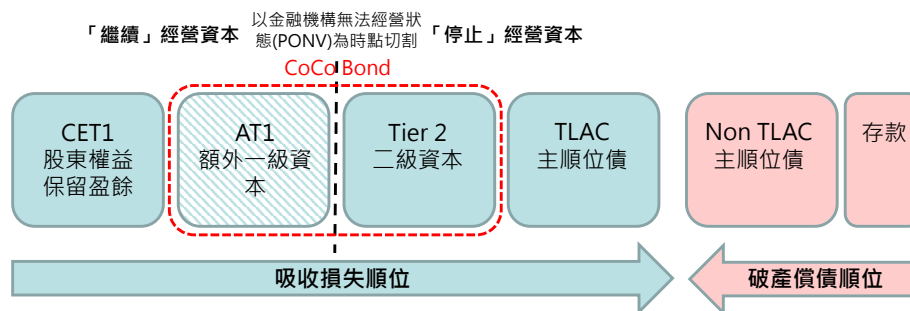 「繼續」經營資本
以金融機構無法經營狀
態(PONV)為時點切割
「停止」經營資本
CoCo Bond
CET1
股東權益
保留盈餘
AT1
額外一級資
本
Tier 2
二級資本
TLAC
主順位債
Non TLAC
主順位債
存款
吸收損失順位
破產償債順位